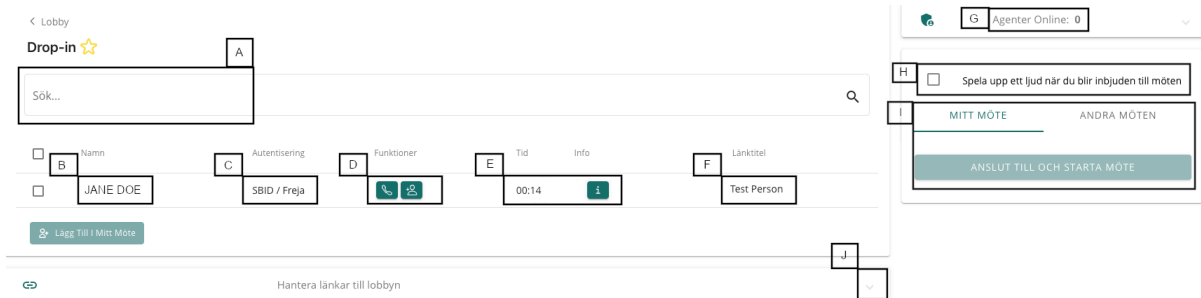 < Lobby
Drop-in
A
Sök...
B
Namn
C
Autentisering
D
Funktioner
E
Tid
Info
F
Länktitel
JANE DOE
SBID / Freja
00:14
i
Test Person
Lägg Till I Mitt Möte
J
Hantera länkar till lobbyn
G
Agenter Online: 0
H
Spela upp ett ljud när du blir inbjuden till möten
I
MITT MÖTE
ANDRA MÖTEN
ANSLUT TILL OCH STARTA MÖTE